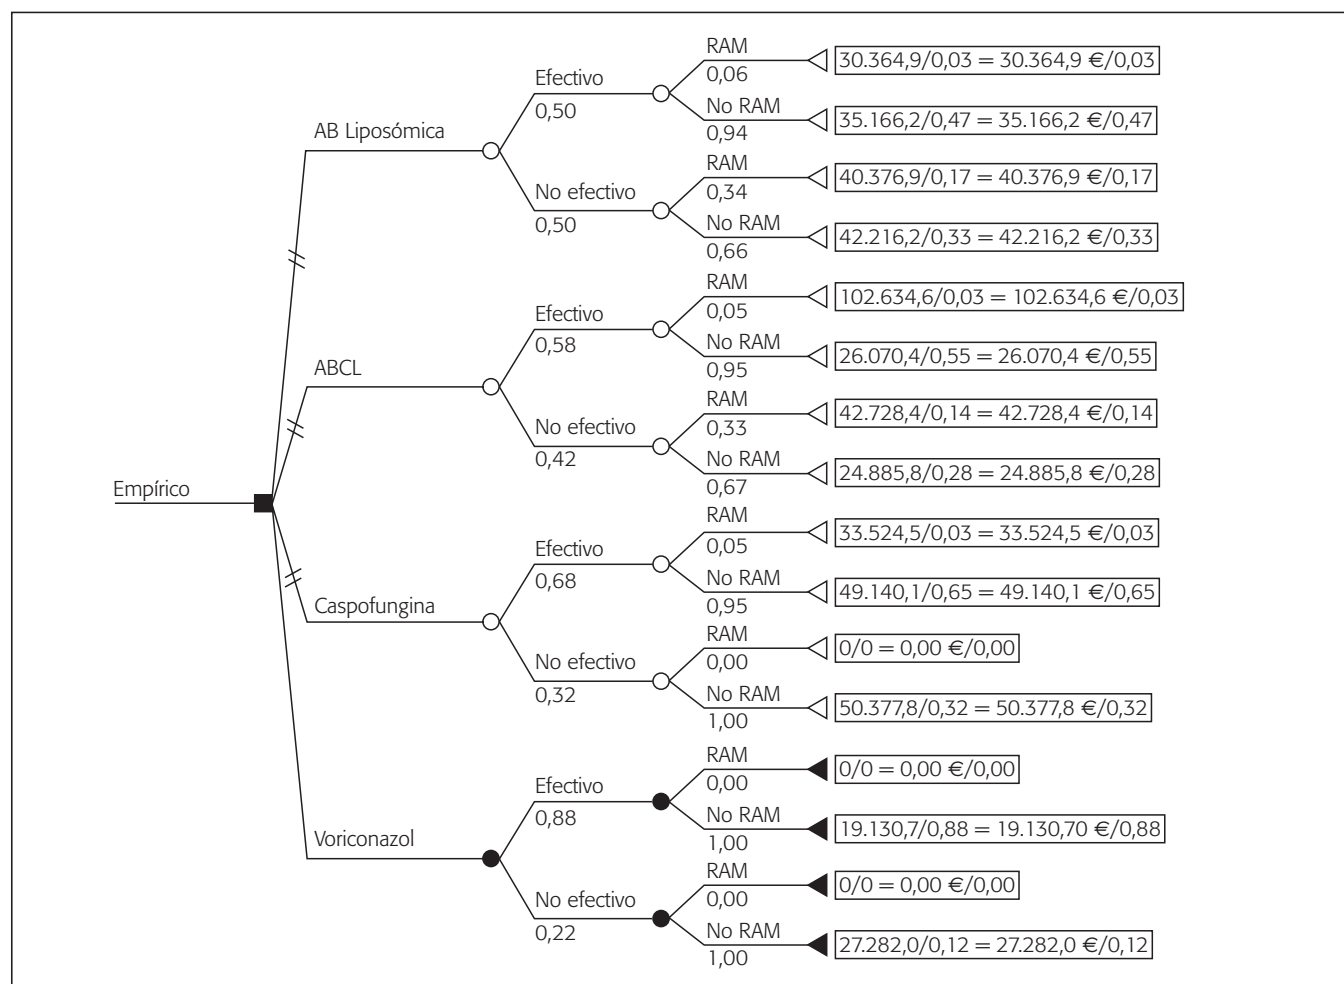 RAM
30.364,9/0,03 = 30.364,9 €/0,03
0,06
Efectivo
0,50
No RAM
35.166,2/0,47 = 35.166,2 €/0,47
0,94
AB Liposómica
RAM
40.376,9/0,17 = 40.376,9 €/0,17
0,34
No efectivo
0,50
No RAM
42.216,2/0,33 = 42.216,2 €/0,33
0,66
RAM
102.634,6/0,03 = 102.634,6 €/0,03
0,05
Efectivo
0,58
No RAM
26.070,4/0,55 = 26.070,4 €/0,55
0,95
ABCL
RAM
42.728,4/0,14 = 42.728,4 €/0,14
0,33
No efectivo
0,42
No RAM
24.885,8/0,28 = 24.885,8 €/0,28
0,67
Empírico
RAM
33.524,5/0,03 = 33.524,5 €/0,03
0,05
Efectivo
0,68
No RAM
49.140,1/0,65 = 49.140,1 €/0,65
0,95
Caspofungina
RAM
0/0 = 0,00 €/0,00
0,00
No efectivo
0,32
No RAM
50.377,8/0,32 = 50.377,8 €/0,32
1,00
RAM
0/0 = 0,00 €/0,00
0,00
Efectivo
0,88
No RAM
19.130,7/0,88 = 19.130,70 €/0,88
1,00
Voriconazol
RAM
0/0 = 0,00 €/0,00
0,00
No efectivo
0,22
No RAM
27.282,0/0,12 = 27.282,0 €/0,12
1,00